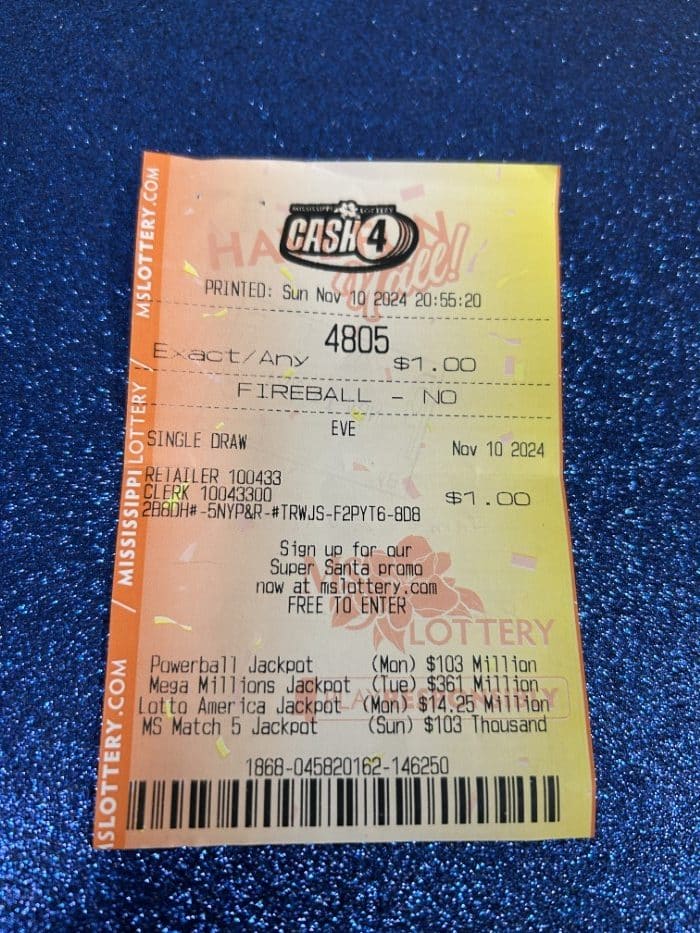 MISSISSIPPI LOTTERY
CASH 4
Y'all!
PRINTED: Sun Nov 10 2024 20:55:20
4805
Exact/Any $1.00
FIREBALL - NO
EVE
SINGLE DRAW Nov 10 2024
RETAILER 100433
CLERK 10043300 $1.00
2B8DH#-5NYP&R-#TRWJS-F2PYT6-8D8
Sign up for our
Super Santa promo
now at mslottery.com
FREE TO ENTER
LOTTERY
Powerball Jackpot (Mon) $103 Million
Mega Millions Jackpot (Tue) $361 Million
Lotto America Jackpot (Mon) $14.25 Million
MS Match 5 Jackpot (Sun) $103 Thousand
1868-045820162-146250
MSLOTTERY.COM
/ MISSISSIPPI LOTTERY /
MSLOTTERY.COM